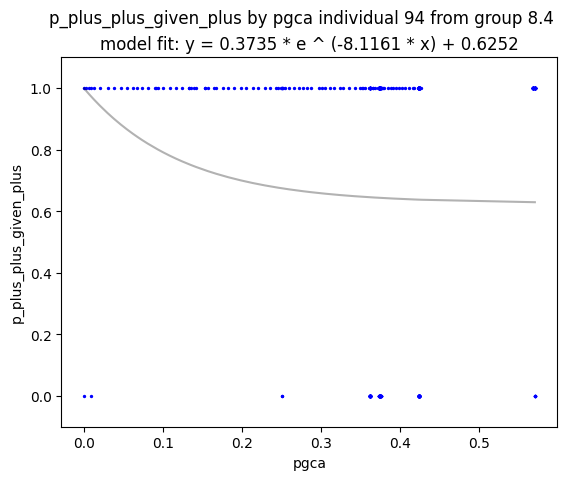 p_plus_plus_given_plus by pgca individual 94 from group 8.4
model fit: y = 0.3735 * e ^ (-8.1161 * x) + 0.6252
1.0
0.8
0.6
0.4
0.2
0.0
p_plus_plus_given_plus
0.0 0.1 0.2 0.3 0.4 0.5
pgca